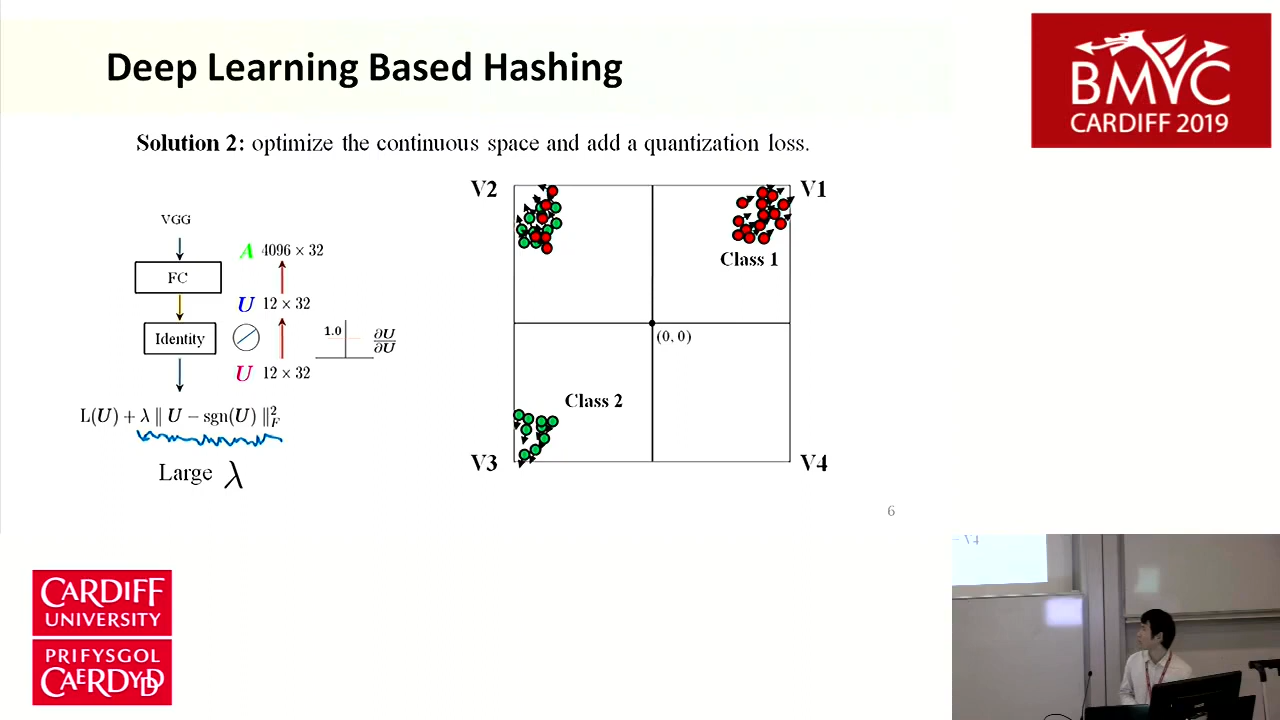 Deep Learning Based Hashing
BMVC
CARDIFF 2019
Solution 2: optimize the continuous space and add a quantization loss.
VGG
FC
Identity
A 4096 × 32
U 12 × 32
1.0
∂U/∂U
U 12 × 32
L(U) + λ ‖ U − sgn(U) ‖²_F
Large λ
V2
V1
Class 1
(0, 0)
Class 2
V3
V4
6
CARDIFF
UNIVERSITY
PRIFYSGOL
CAERDYDD